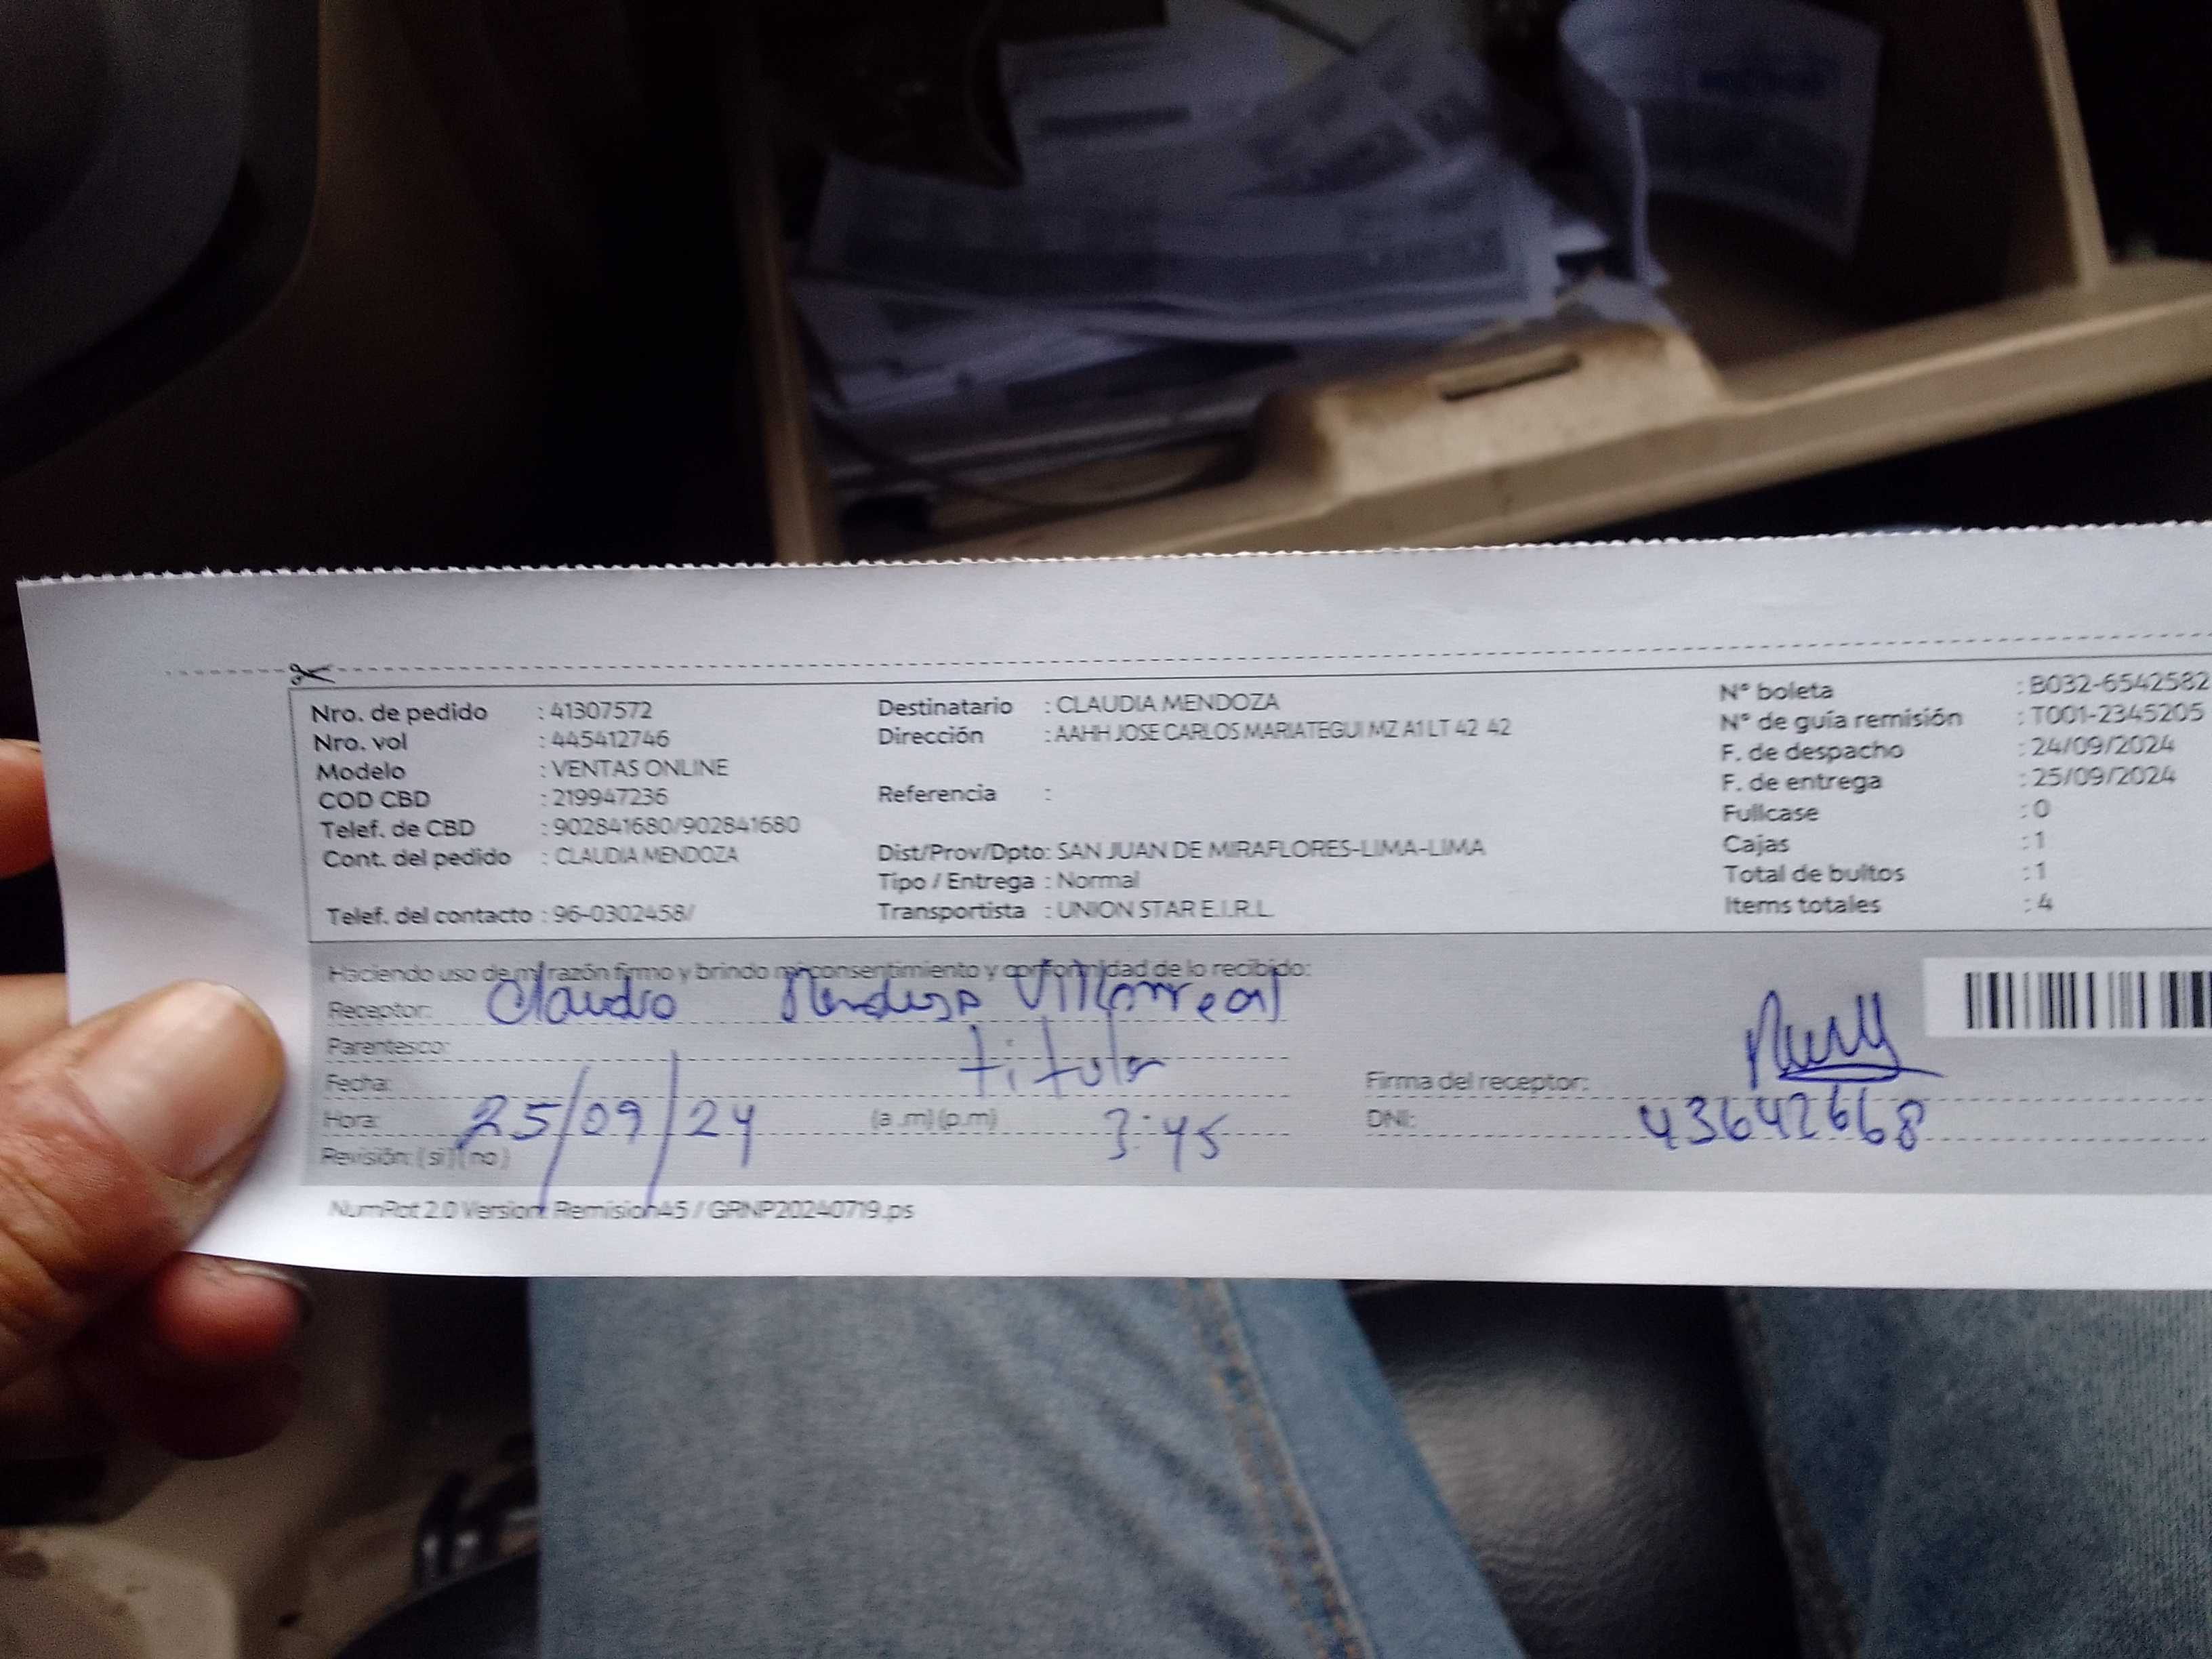 Nro. de pedido : 41307572
Nro. vol : 445412746
Modelo : VENTAS ONLINE
COD CBD : 219947236
Telef. de CBD : 902841680/902841680
Cont. del pedido : CLAUDIA MENDOZA
Telef. del contacto : 96-0302458/
Destinatario : CLAUDIA MENDOZA
Dirección : AAHH JOSE CARLOS MARIATEGUI MZ A1 LT 42 42
Referencia :
Dist/Prov/Dpto: SAN JUAN DE MIRAFLORES-LIMA-LIMA
Tipo / Entrega : Normal
Transportista : UNION STAR E.I.R.L.
N° boleta : B032-6542582
N° de guía remisión : T001-2345205
F. de despacho : 24/09/2024
F. de entrega : 25/09/2024
Fullcase : 0
Cajas : 1
Total de bultos : 1
Items totales : 4
Haciendo uso de mi razón firmo y brindo mi consentimiento y conformidad de lo recibido:
Receptor: Claudio Mendoza Villarreal
Parentesco: titular
Fecha:
Hora: 25/09/24 (a .m) (p.m) 3:45
Revisión: ( si ) ( no )
Firma del receptor:
DNI: 43642668
NumRot 2.0 Version: RemisionA5 / GRNP20240719.ps